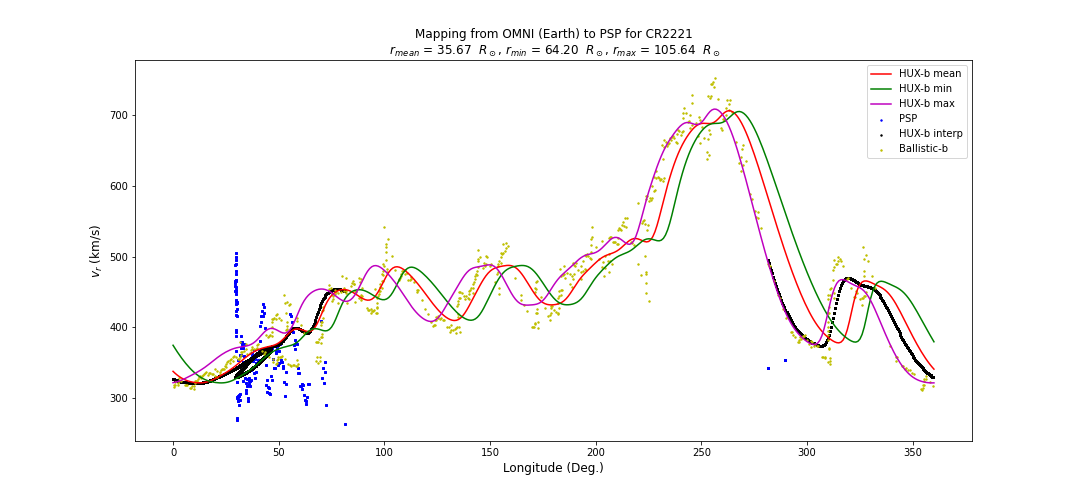 Mapping from OMNI (Earth) to PSP for CR2221
r_mean = 35.67 R_⊙, r_min = 64.20 R_⊙, r_max = 105.64 R_⊙
HUX-b mean
HUX-b min
HUX-b max
PSP
HUX-b interp
Ballistic-b
700
600
500
400
300
v_r (km/s)
0 50 100 150 200 250 300 350
Longitude (Deg.)